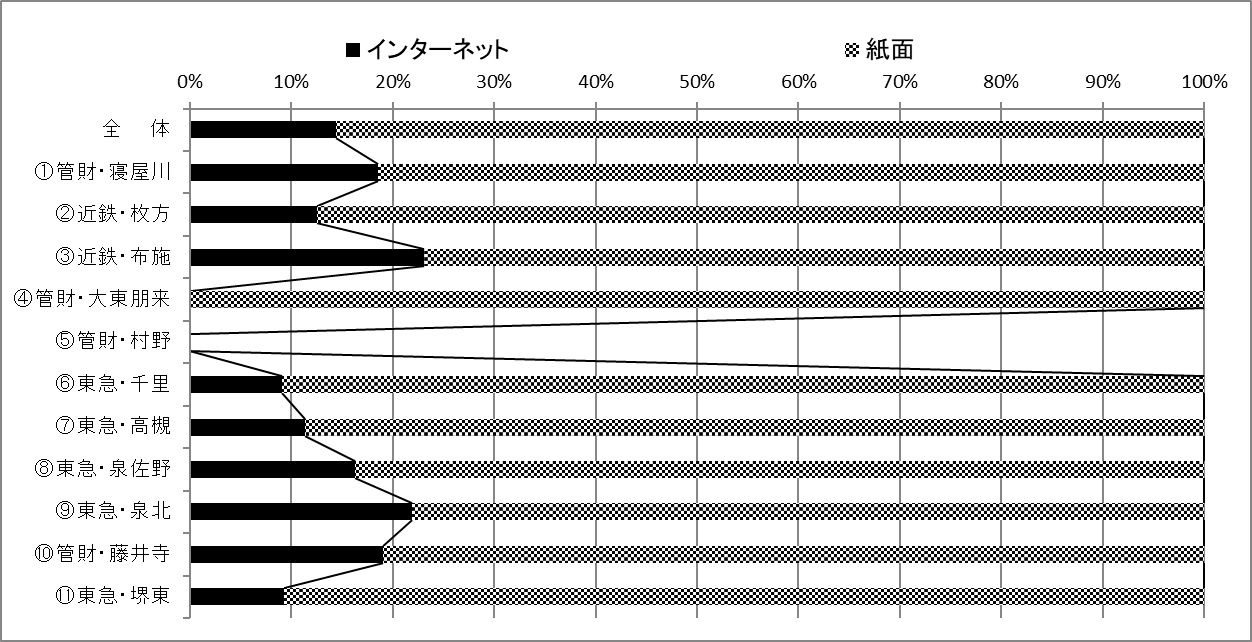 インターネット 紙面
0% 10% 20% 30% 40% 50% 60% 70% 80% 90% 100%
全 体
①管財・寝屋川
②近鉄・枚方
③近鉄・布施
④管財・大東朋来
⑤管財・村野
⑥東急・千里
⑦東急・高槻
⑧東急・泉佐野
⑨東急・泉北
⑩管財・藤井寺
⑪東急・堺東